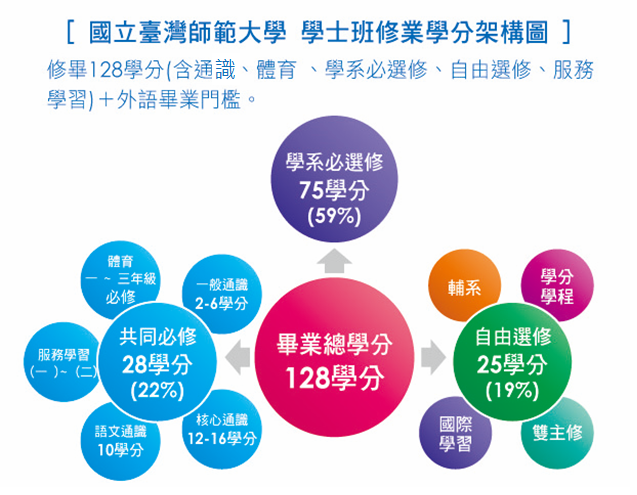 [ 國立臺灣師範大學 學士班修業學分架構圖 ]
修畢128學分(含通識、體育 、學系必選修、自由選修、服務
學習)＋外語畢業門檻。
學系必選修
75學分
(59%)
體育
一 ~ 三年級
必修
一般通識
2-6學分
共同必修
28學分
(22%)
服務學習
(一 )~ (二)
語文通識
10學分
核心通識
12-16學分
畢業總學分
128學分
輔系
學分
學程
自由選修
25學分
(19%)
國際
學習
雙主修